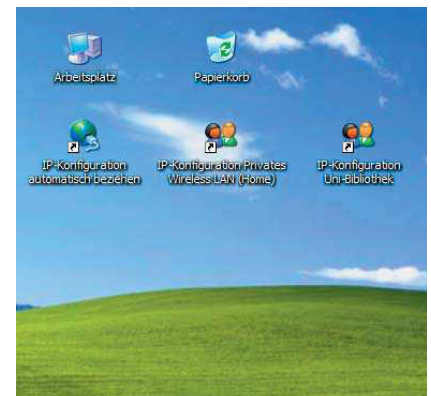 Arbeitsplatz
Papierkorb
IP-Konfiguration
automatisch beziehen
IP-Konfiguration Privates
Wireless LAN (Home)
IP-Konfiguration
Uni-Bibliothek